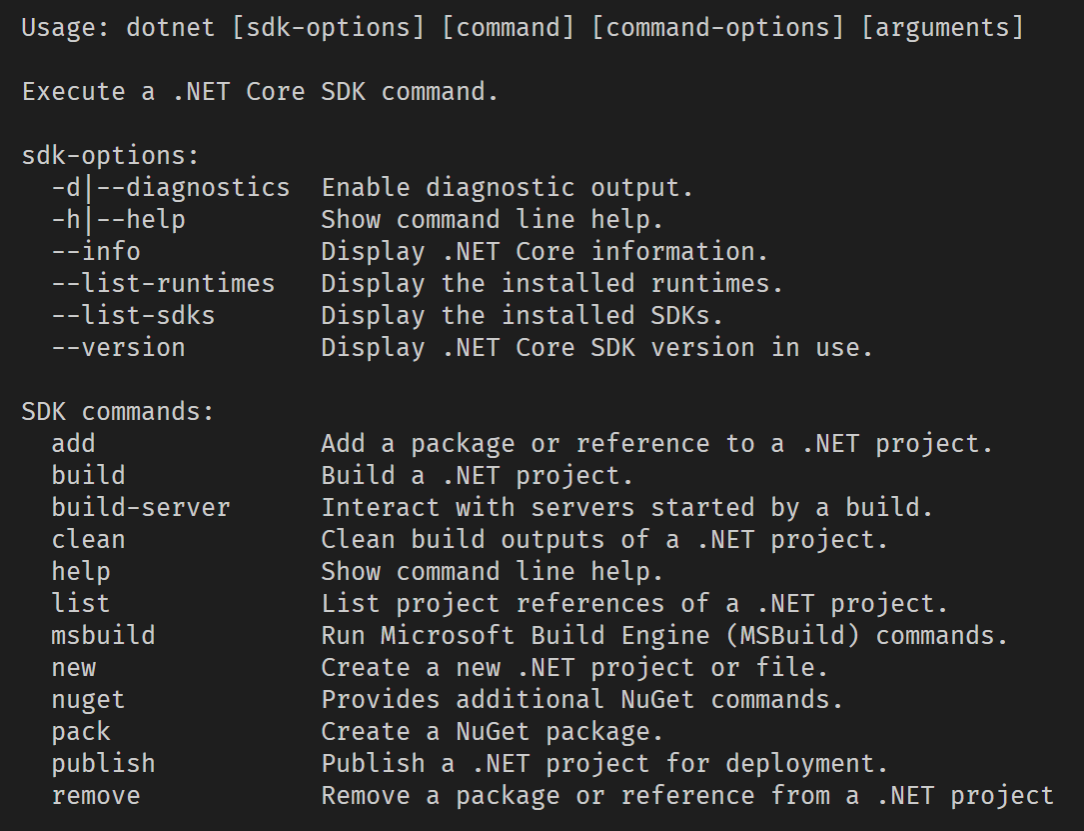 Usage: dotnet [sdk-options] [command] [command-options] [arguments]

Execute a .NET Core SDK command.

sdk-options:
  -d|--diagnostics  Enable diagnostic output.
  -h|--help         Show command line help.
  --info            Display .NET Core information.
  --list-runtimes   Display the installed runtimes.
  --list-sdks       Display the installed SDKs.
  --version         Display .NET Core SDK version in use.

SDK commands:
  add               Add a package or reference to a .NET project.
  build             Build a .NET project.
  build-server      Interact with servers started by a build.
  clean             Clean build outputs of a .NET project.
  help              Show command line help.
  list              List project references of a .NET project.
  msbuild           Run Microsoft Build Engine (MSBuild) commands.
  new               Create a new .NET project or file.
  nuget             Provides additional NuGet commands.
  pack              Create a NuGet package.
  publish           Publish a .NET project for deployment.
  remove            Remove a package or reference from a .NET project